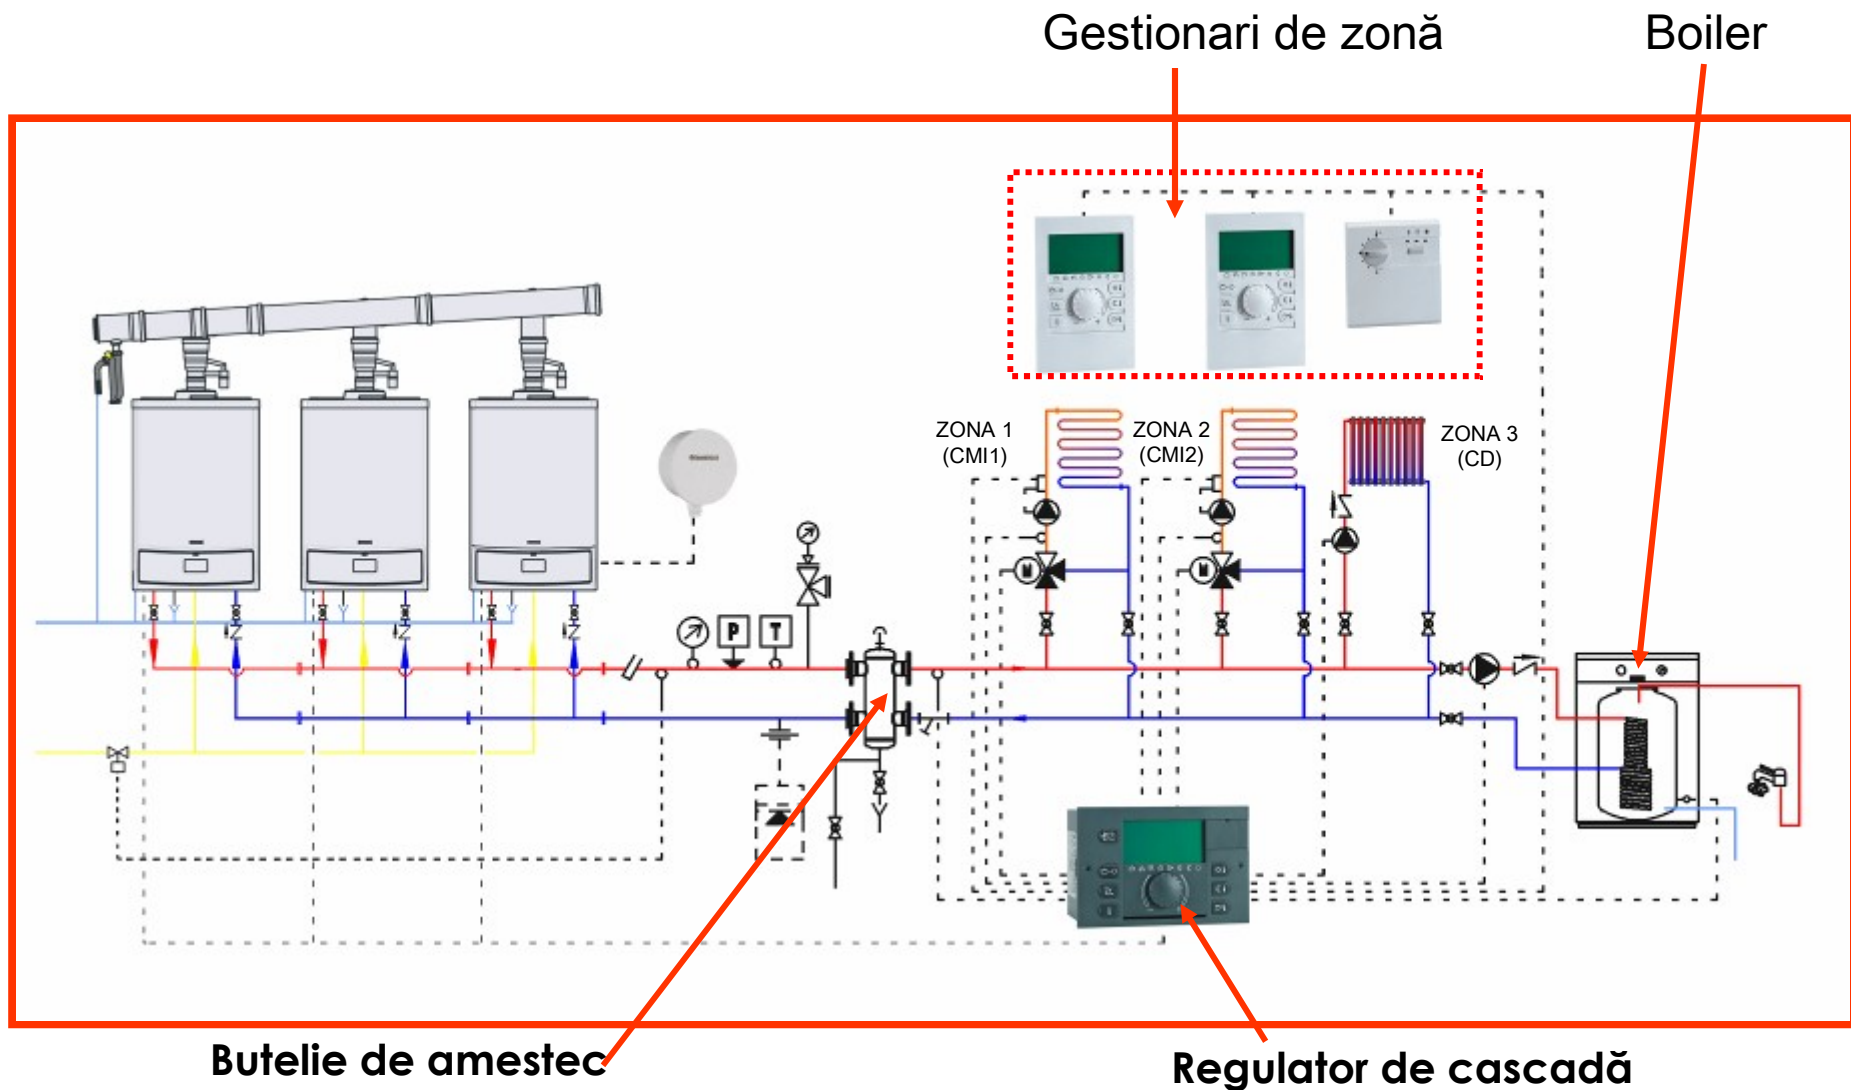 Gestionari de zonă
Boiler
ZONA 1
(CMI1)
ZONA 2
(CMI2)
ZONA 3
(CD)
M
M
P
T
Butelie de amestec
Regulator de cascadă